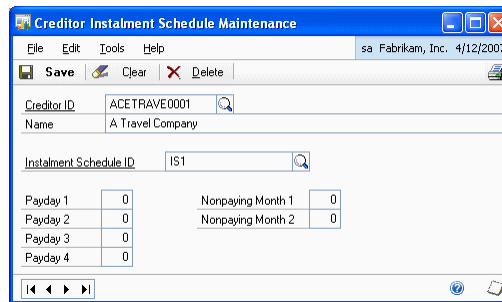 Creditor Instalment Schedule Maintenance
File Edit Tools Help sa Fabrikam, Inc. 4/12/2007
Save Clear Delete
Creditor ID ACETRAVE0001
Name A Travel Company
Instalment Schedule ID IS1
Payday 1 0 Nonpaying Month 1 0
Payday 2 0 Nonpaying Month 2 0
Payday 3 0
Payday 4 0